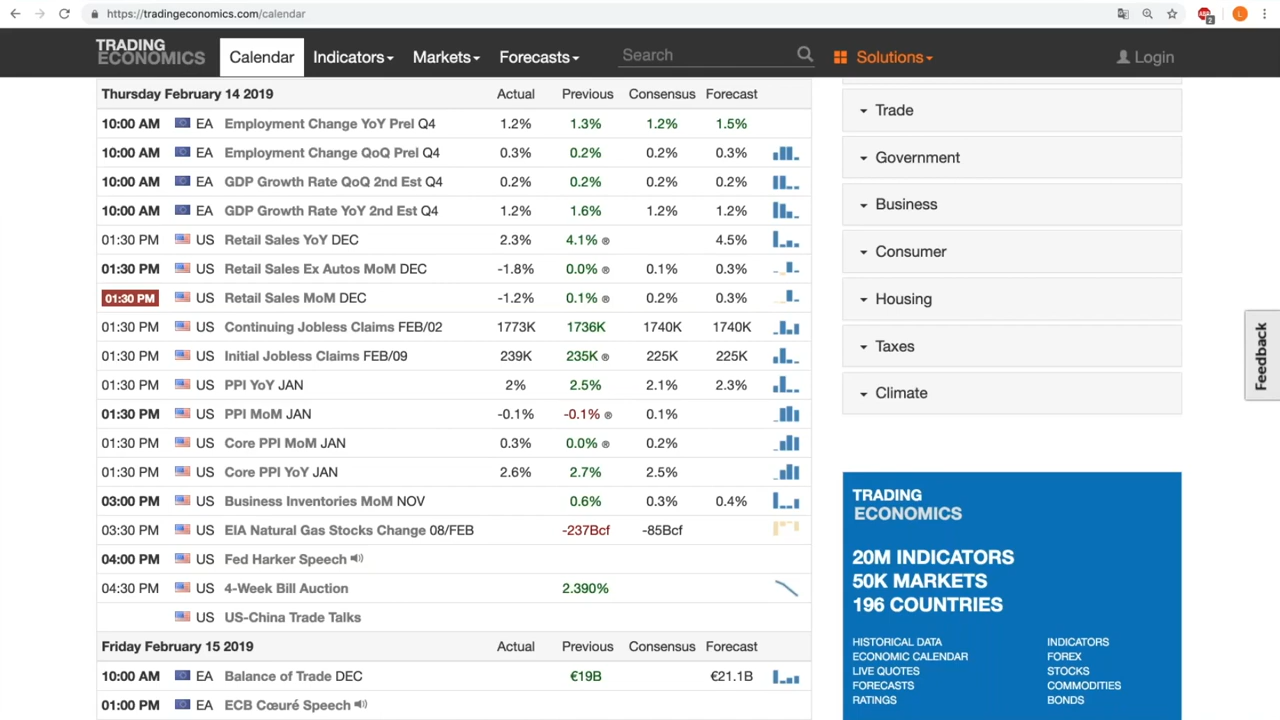 https://tradingeconomics.com/calendar
ABP
2
L
TRADING
ECONOMICS
Calendar
Indicators
Markets
Forecasts
Search
Solutions
Login
Thursday February 14 2019 Actual Previous Consensus Forecast
10:00 AM EA Employment Change YoY Prel Q4 1.2% 1.3% 1.2% 1.5%
10:00 AM EA Employment Change QoQ Prel Q4 0.3% 0.2% 0.2% 0.3%
10:00 AM EA GDP Growth Rate QoQ 2nd Est Q4 0.2% 0.2% 0.2% 0.2%
10:00 AM EA GDP Growth Rate YoY 2nd Est Q4 1.2% 1.6% 1.2% 1.2%
01:30 PM US Retail Sales YoY DEC 2.3% 4.1% ® 4.5%
01:30 PM US Retail Sales Ex Autos MoM DEC -1.8% 0.0% ® 0.1% 0.3%
01:30 PM US Retail Sales MoM DEC -1.2% 0.1% ® 0.2% 0.3%
01:30 PM US Continuing Jobless Claims FEB/02 1773K 1736K 1740K 1740K
01:30 PM US Initial Jobless Claims FEB/09 239K 235K ® 225K 225K
01:30 PM US PPI YoY JAN 2% 2.5% 2.1% 2.3%
01:30 PM US PPI MoM JAN -0.1% -0.1% ® 0.1%
01:30 PM US Core PPI MoM JAN 0.3% 0.0% ® 0.2%
01:30 PM US Core PPI YoY JAN 2.6% 2.7% 2.5%
03:00 PM US Business Inventories MoM NOV 0.6% 0.3% 0.4%
03:30 PM US EIA Natural Gas Stocks Change 08/FEB -237Bcf -85Bcf
04:00 PM US Fed Harker Speech
04:30 PM US 4-Week Bill Auction 2.390%
US US-China Trade Talks
Friday February 15 2019 Actual Previous Consensus Forecast
10:00 AM EA Balance of Trade DEC €19B €21.1B
01:00 PM EA ECB Cœuré Speech
Trade
Government
Business
Consumer
Housing
Taxes
Climate
Feedback
TRADING
ECONOMICS
20M INDICATORS
50K MARKETS
196 COUNTRIES
HISTORICAL DATA INDICATORS
ECONOMIC CALENDAR FOREX
LIVE QUOTES STOCKS
FORECASTS COMMODITIES
RATINGS BONDS